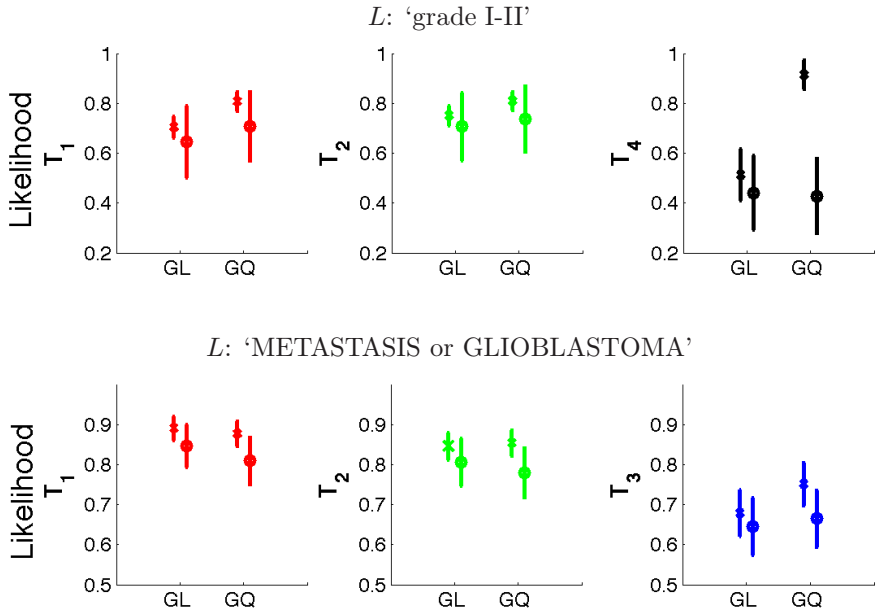 L: ‘grade I-II’
Likelihood
T1
1
0.8
0.6
0.4
0.2
GL GQ
T2
1
0.8
0.6
0.4
0.2
GL GQ
T4
1
0.8
0.6
0.4
0.2
GL GQ
L: ‘METASTASIS or GLIOBLASTOMA’
Likelihood
T1
0.9
0.8
0.7
0.6
0.5
GL GQ
T2
0.9
0.8
0.7
0.6
0.5
GL GQ
T3
0.9
0.8
0.7
0.6
0.5
GL GQ